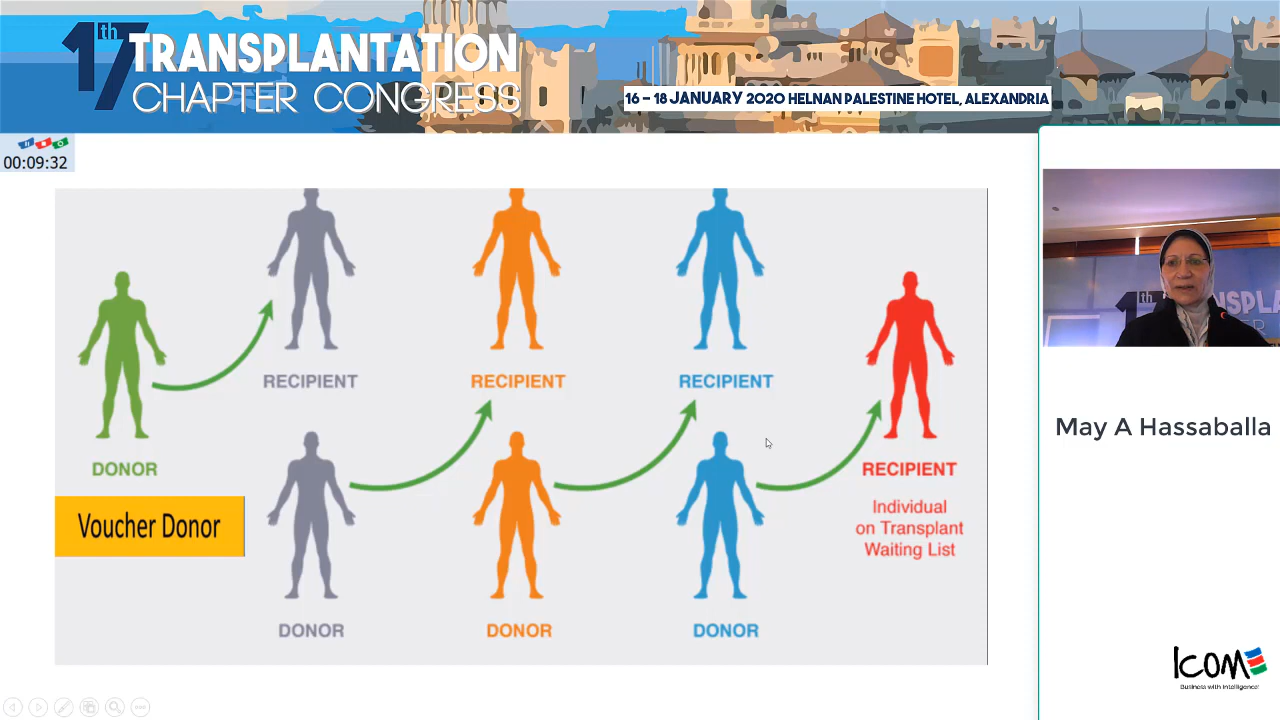 17th TRANSPLANTATION
CHAPTER CONGRESS
16 – 18 JANUARY 2020 HELNAN PALESTINE HOTEL, ALEXANDRIA
00:09:32
RECIPIENT
RECIPIENT
RECIPIENT
DONOR
RECIPIENT
Individual
on Transplant
Waiting List
Voucher Donor
DONOR
DONOR
DONOR
17th
May A Hassaballa
ICOM
Business with Intelligence